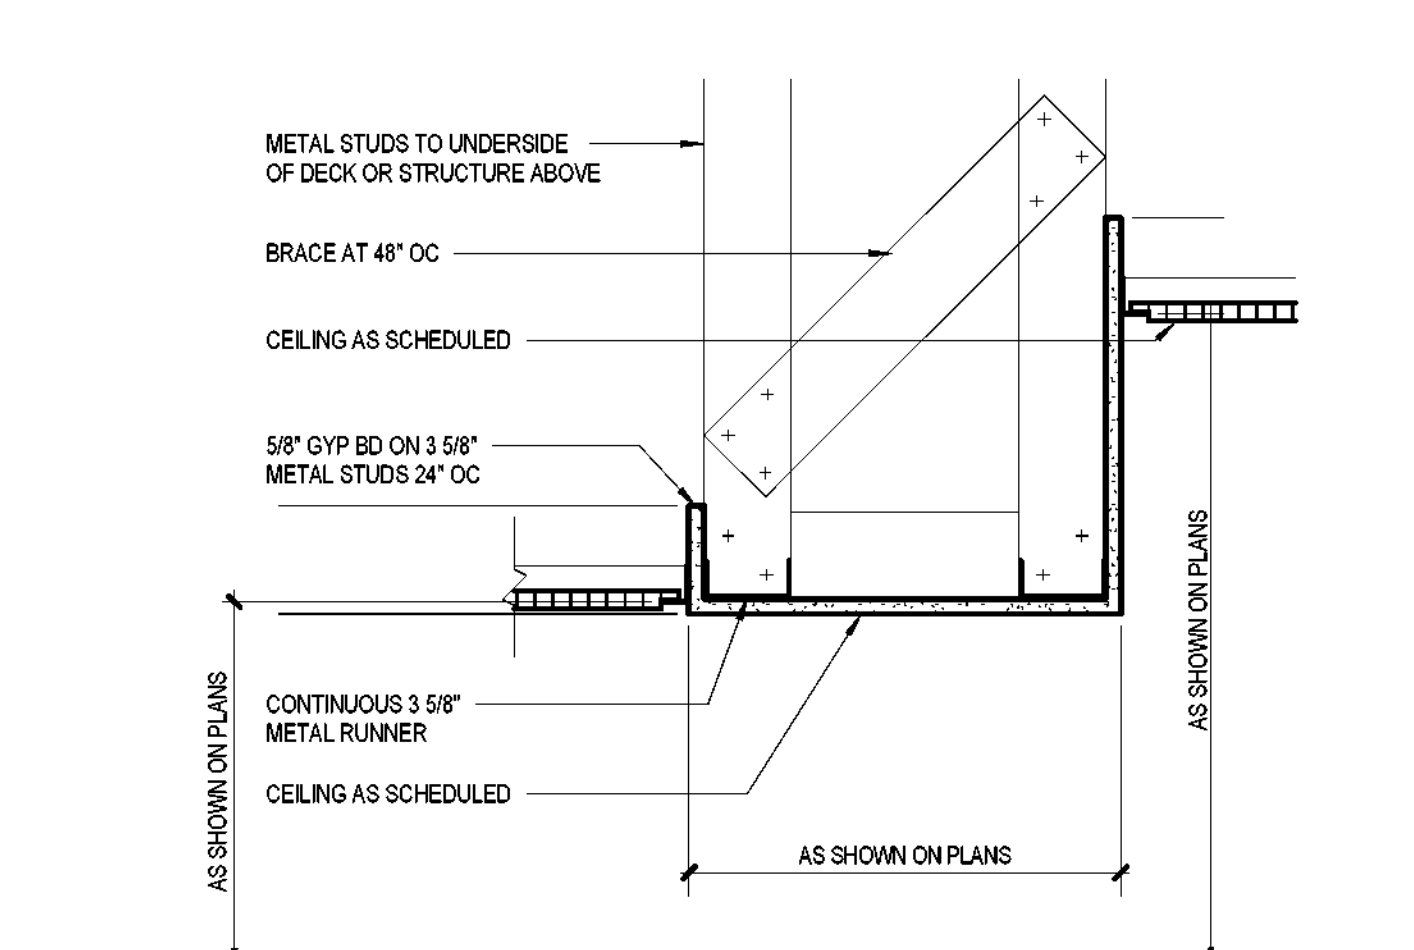 METAL STUDS TO UNDERSIDE
OF DECK OR STRUCTURE ABOVE
BRACE AT 48" OC
CEILING AS SCHEDULED
5/8" GYP BD ON 3 5/8"
METAL STUDS 24" OC
CONTINUOUS 3 5/8"
METAL RUNNER
CEILING AS SCHEDULED
AS SHOWN ON PLANS
AS SHOWN ON PLANS
AS SHOWN ON PLANS